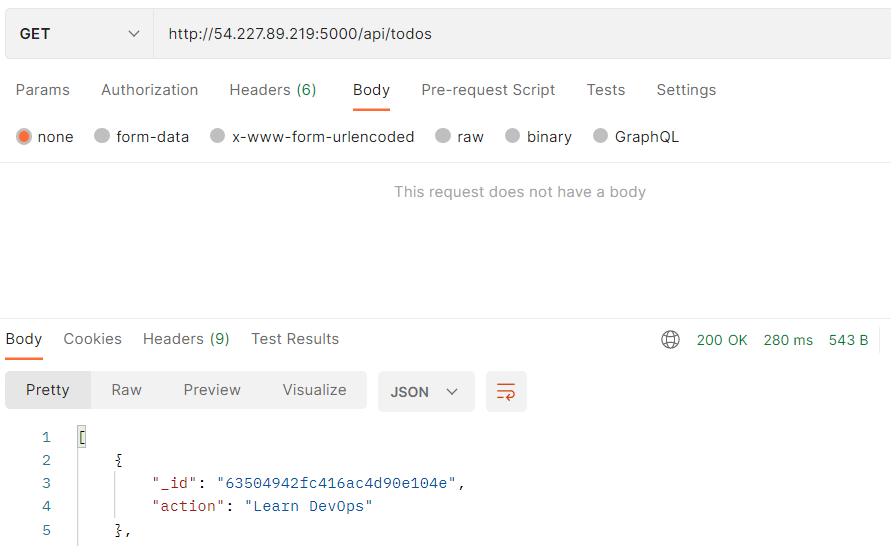 GET http://54.227.89.219:5000/api/todos
Params Authorization Headers (6) Body Pre-request Script Tests Settings
none form-data x-www-form-urlencoded raw binary GraphQL
This request does not have a body
Body Cookies Headers (9) Test Results 200 OK 280 ms 543 B
Pretty Raw Preview Visualize JSON
1 [
2 {
3 "_id": "63504942fc416ac4d90e104e",
4 "action": "Learn DevOps"
5 },